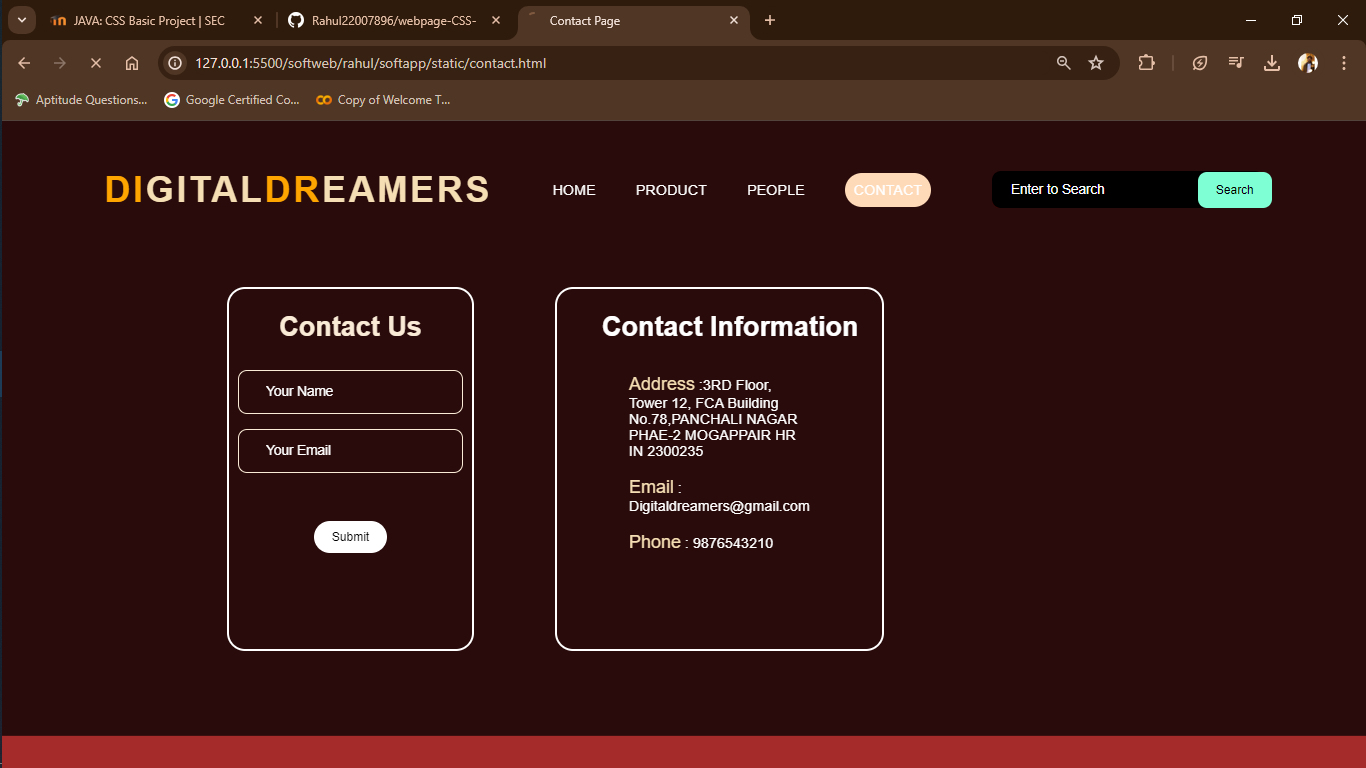 JAVA: CSS Basic Project | SEC
Rahul22007896/webpage-CSS-
Contact Page
127.0.0.1:5500/softweb/rahul/softapp/static/contact.html
Aptitude Questions...
Google Certified Co...
Copy of Welcome T...
DIGITALDREAMERS
HOME
PRODUCT
PEOPLE
CONTACT
Enter to Search
Search
Contact Us
Your Name
Your Email
Submit
Contact Information
Address :3RD Floor,
Tower 12, FCA Building
No.78,PANCHALI NAGAR
PHAE-2 MOGAPPAIR HR
IN 2300235
Email :
Digitaldreamers@gmail.com
Phone : 9876543210